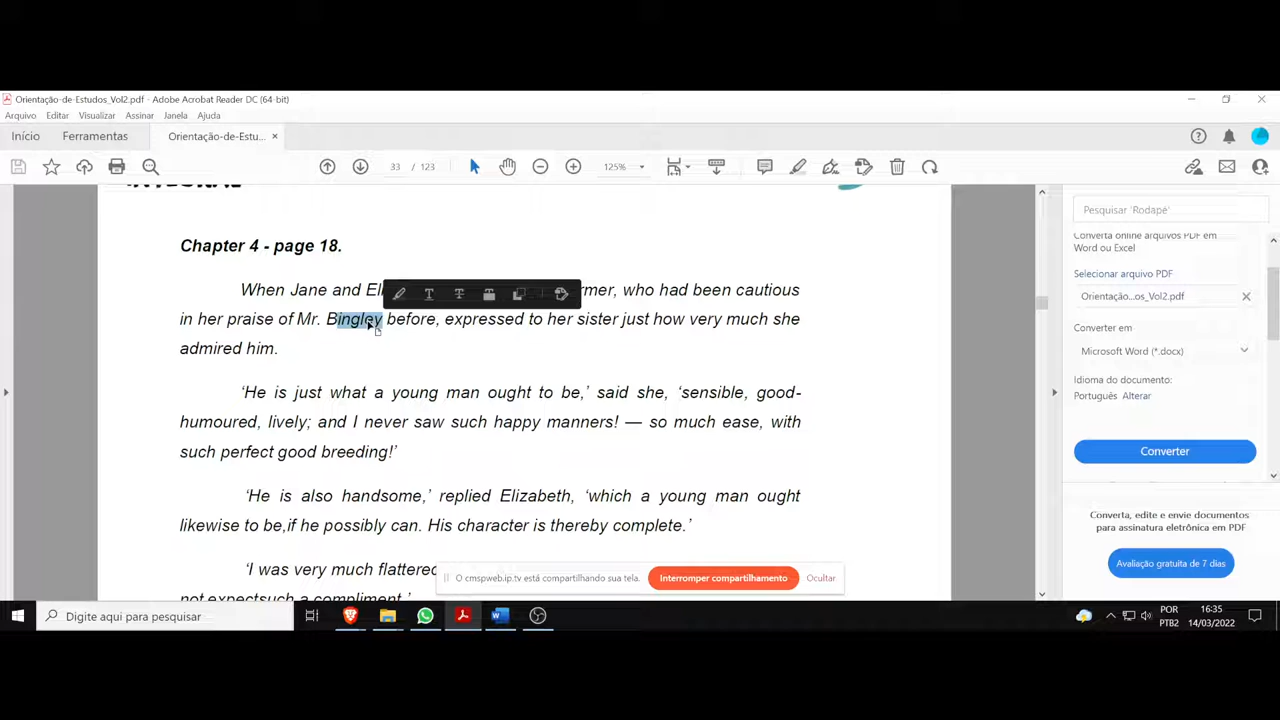 Orientação-de-Estudos_Vol2.pdf - Adobe Acrobat Reader DC (64-bit)
Arquivo Editar Visualizar Assinar Janela Ajuda
Início Ferramentas Orientação-de-Estu... ×
33 / 123 125%
Pesquisar 'Rodapé'
Converta online arquivos PDF em
Word ou Excel
Selecionar arquivo PDF
Orientação...os_Vol2.pdf
Converter em
Microsoft Word (*.docx)
Idioma do documento:
Português Alterar
Converter
Converta, edite e envie documentos
para assinatura eletrônica em PDF
Avaliação gratuita de 7 dias
Chapter 4 - page 18.
When Jane and who had been cautious
in her praise of Mr. Bingley before, expressed to her sister just how very much she
admired him.
‘He is just what a young man ought to be,’ said she, ‘sensible, good-
humoured, lively; and I never saw such happy manners! — so much ease, with
such perfect good breeding!’
‘He is also handsome,’ replied Elizabeth, ‘which a young man ought
likewise to be,if he possibly can. His character is thereby complete.’
‘I was very much flattered
not expectsuch a compliment.’
O cmspweb.ip.tv está compartilhando sua tela. Interromper compartilhamento Ocultar
Digite aqui para pesquisar
POR 16:35
PTB2 14/03/2022